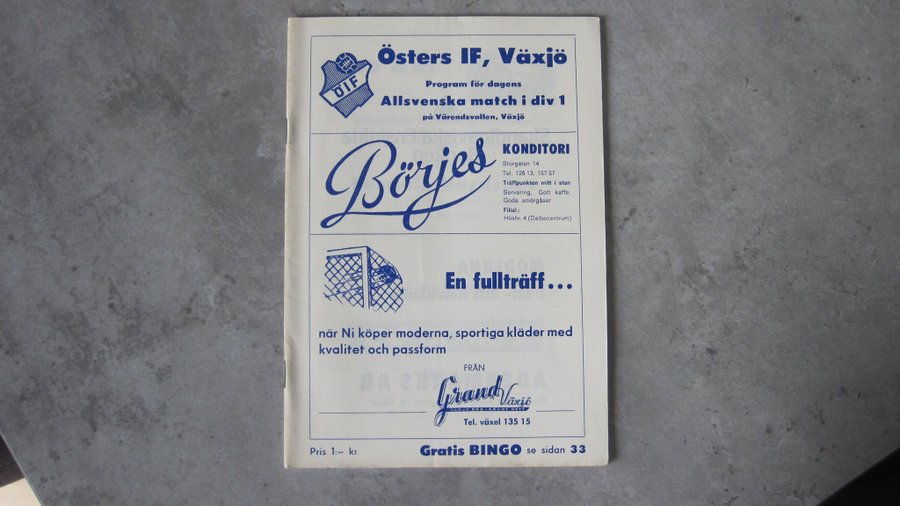 ÖIF
Östers IF, Växjö
Program för dagens
Allsvenska match i div 1
på Värendsvallen, Växjö
Börjes
KONDITORI
Storgatan 14
Tel. 126 13, 157 57
Träffpunkten mitt i stan
Servering, Gott kaffe,
Goda smörgåsar
Filial:
Höstv. 4 (Dalbocentrum)
En fullträff...
när Ni köper moderna, sportiga kläder med
kvalitet och passform
FRÅN
Grand Växjö
Tel. växel 135 15
Pris 1:– kr
Gratis BINGO se sidan 33